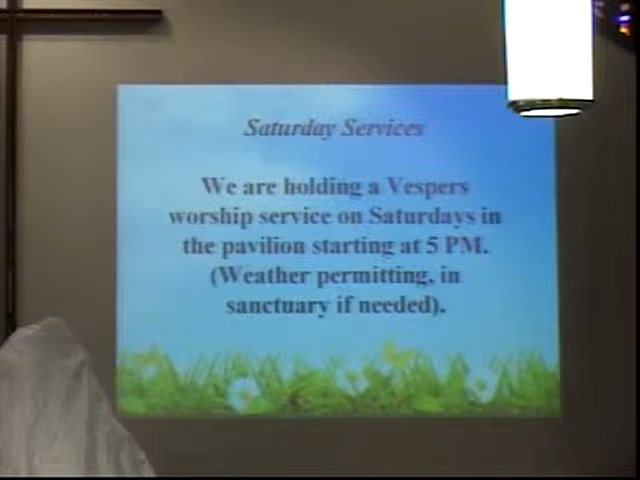 Saturday Services
We are holding a Vespers
worship service on Saturdays in
the pavilion starting at 5 PM.
(Weather permitting, in
sanctuary if needed).